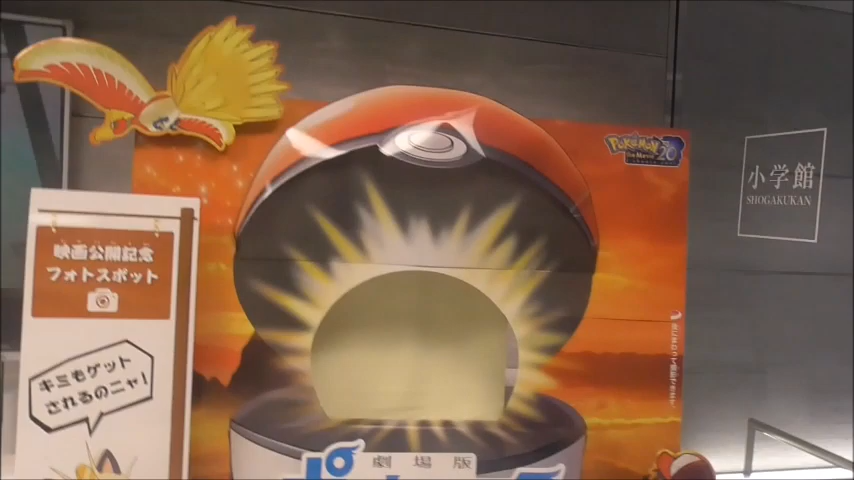 映画公開記念
フォトスポット
キミもゲット
されるのニャ!
POKÉMON
THE MOVIE 20
小学館
SHOGAKUKAN
劇場版